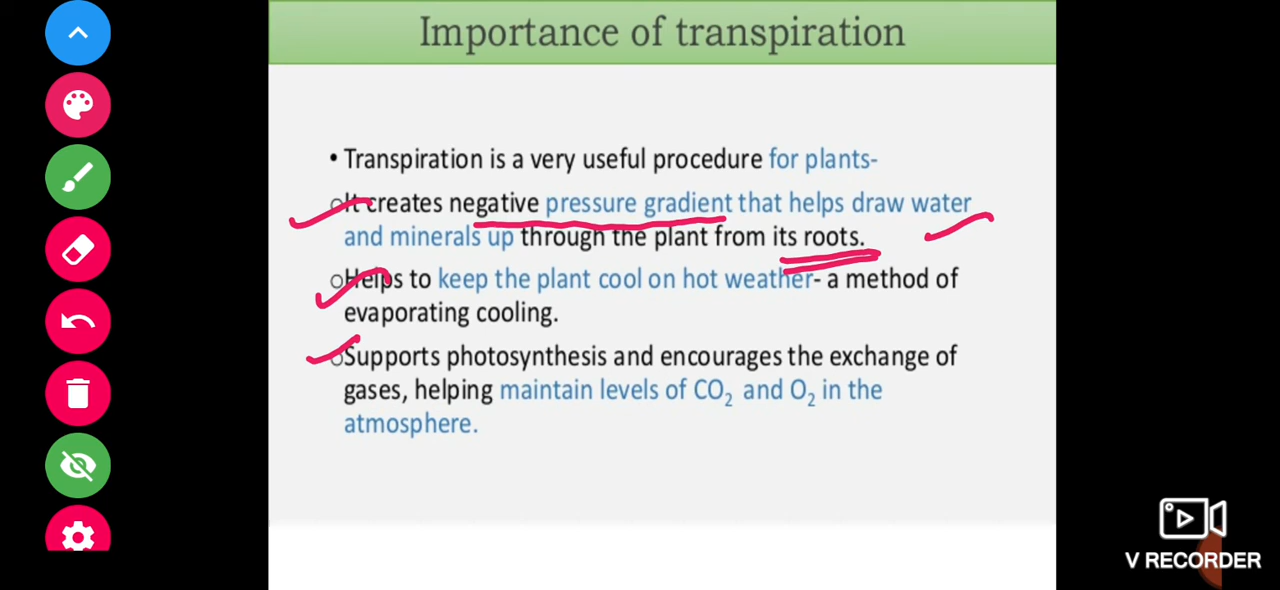 Importance of transpiration
• Transpiration is a very useful procedure for plants-
It creates negative pressure gradient that helps draw water
and minerals up through the plant from its roots.
Helps to keep the plant cool on hot weather- a method of
evaporating cooling.
Supports photosynthesis and encourages the exchange of
gases, helping maintain levels of CO₂ and O₂ in the
atmosphere.
V RECORDER